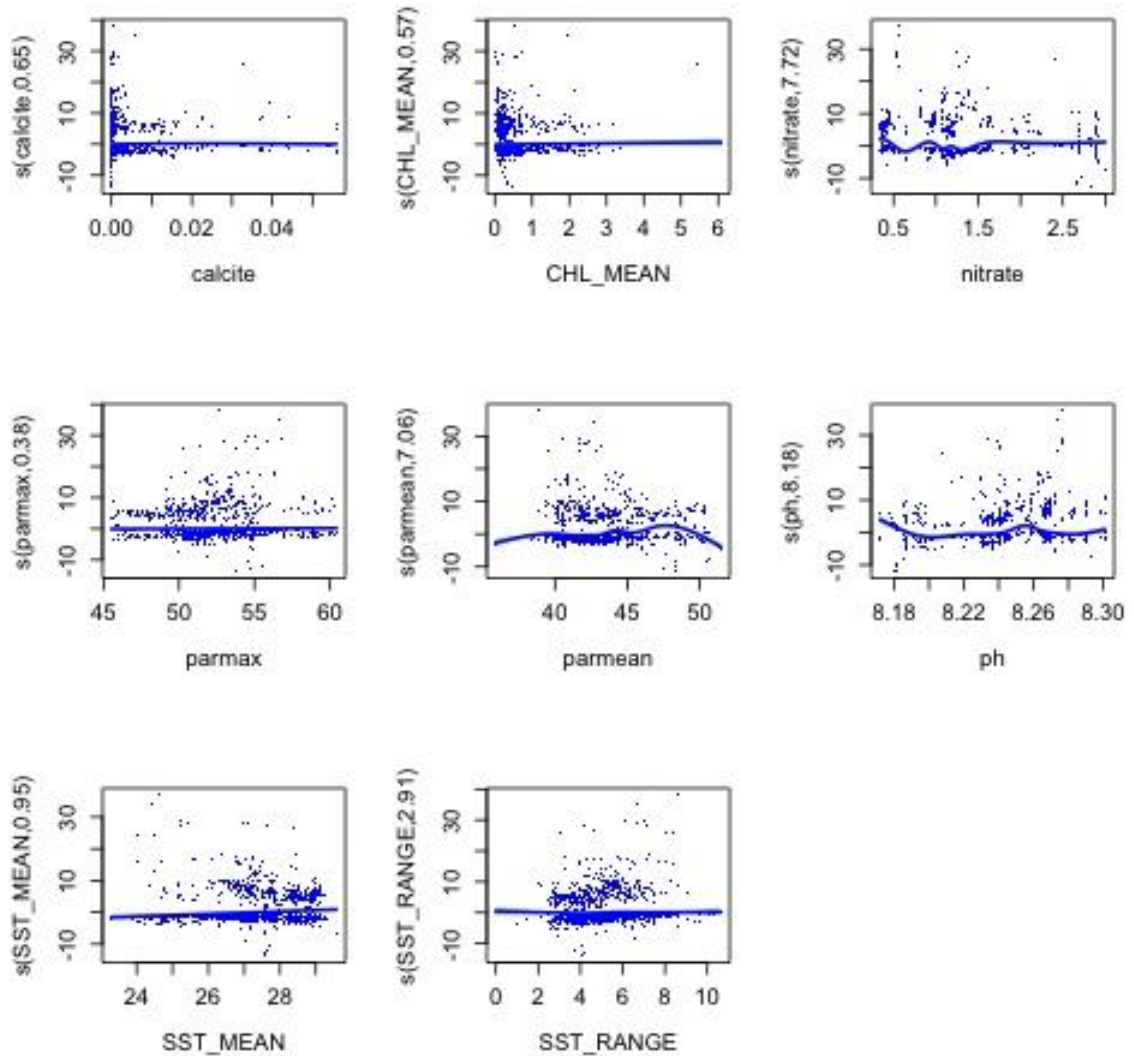 s(calcite,0.65)
-10 10 30
0.00 0.02 0.04
calcite
s(CHL_MEAN,0.57)
-10 10 30
0 1 2 3 4 5 6
CHL_MEAN
s(nitrate,7.72)
-10 10 30
0.5 1.5 2.5
nitrate
s(parmax,0.38)
-10 10 30
45 50 55 60
parmax
s(parmean,7.06)
-10 10 30
40 45 50
parmean
s(ph,8.18)
-10 10 30
8.18 8.22 8.26 8.30
ph
s(SST_MEAN,0.95)
-10 10 30
24 26 28
SST_MEAN
s(SST_RANGE,2.91)
-10 10 30
0 2 4 6 8 10
SST_RANGE